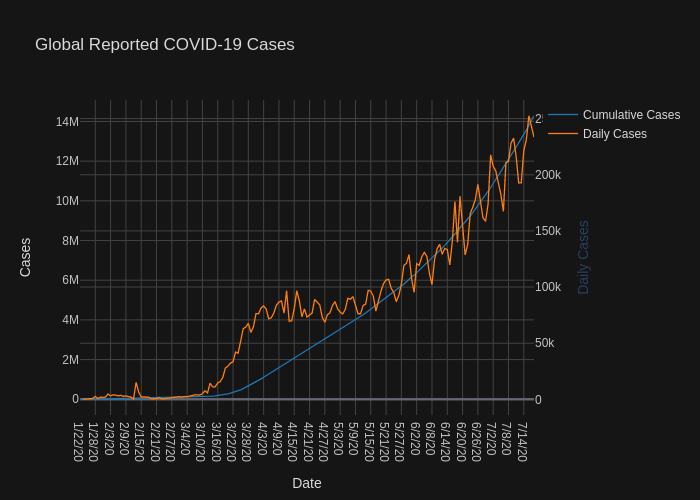 Global Reported COVID-19 Cases
Cumulative Cases
Daily Cases
14M
12M
10M
8M
6M
4M
2M
0
200k
150k
100k
50k
0
Cases
Daily Cases
1/22/20
1/28/20
2/3/20
2/9/20
2/15/20
2/21/20
2/27/20
3/4/20
3/10/20
3/16/20
3/22/20
3/28/20
4/3/20
4/9/20
4/15/20
4/21/20
4/27/20
5/3/20
5/9/20
5/15/20
5/21/20
5/27/20
6/2/20
6/8/20
6/14/20
6/20/20
6/26/20
7/2/20
7/8/20
7/14/20
Date